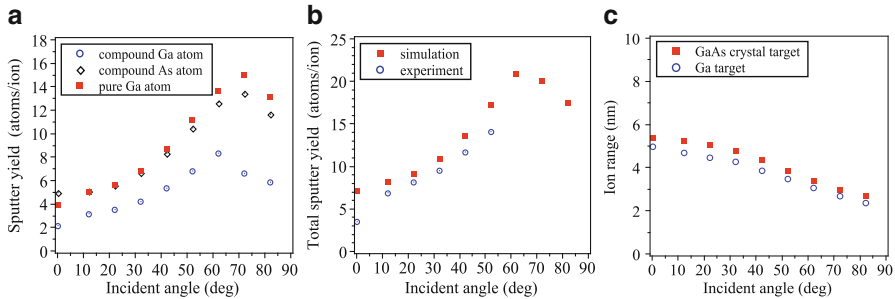 a
18
16
14
12
10
8
6
4
2
0
Sputter yield (atoms/ion)
compound Ga atom
compound As atom
pure Ga atom
0 10 20 30 40 50 60 70 80 90
Incident angle (deg)
b
25
20
15
10
5
0
Total sputter yield (atoms/ion)
simulation
experiment
0 10 20 30 40 50 60 70 80 90
Incident angle (deg)
c
10
8
6
4
2
0
Ion range (nm)
GaAs crystal target
Ga target
0 10 20 30 40 50 60 70 80 90
Incident angle (deg)